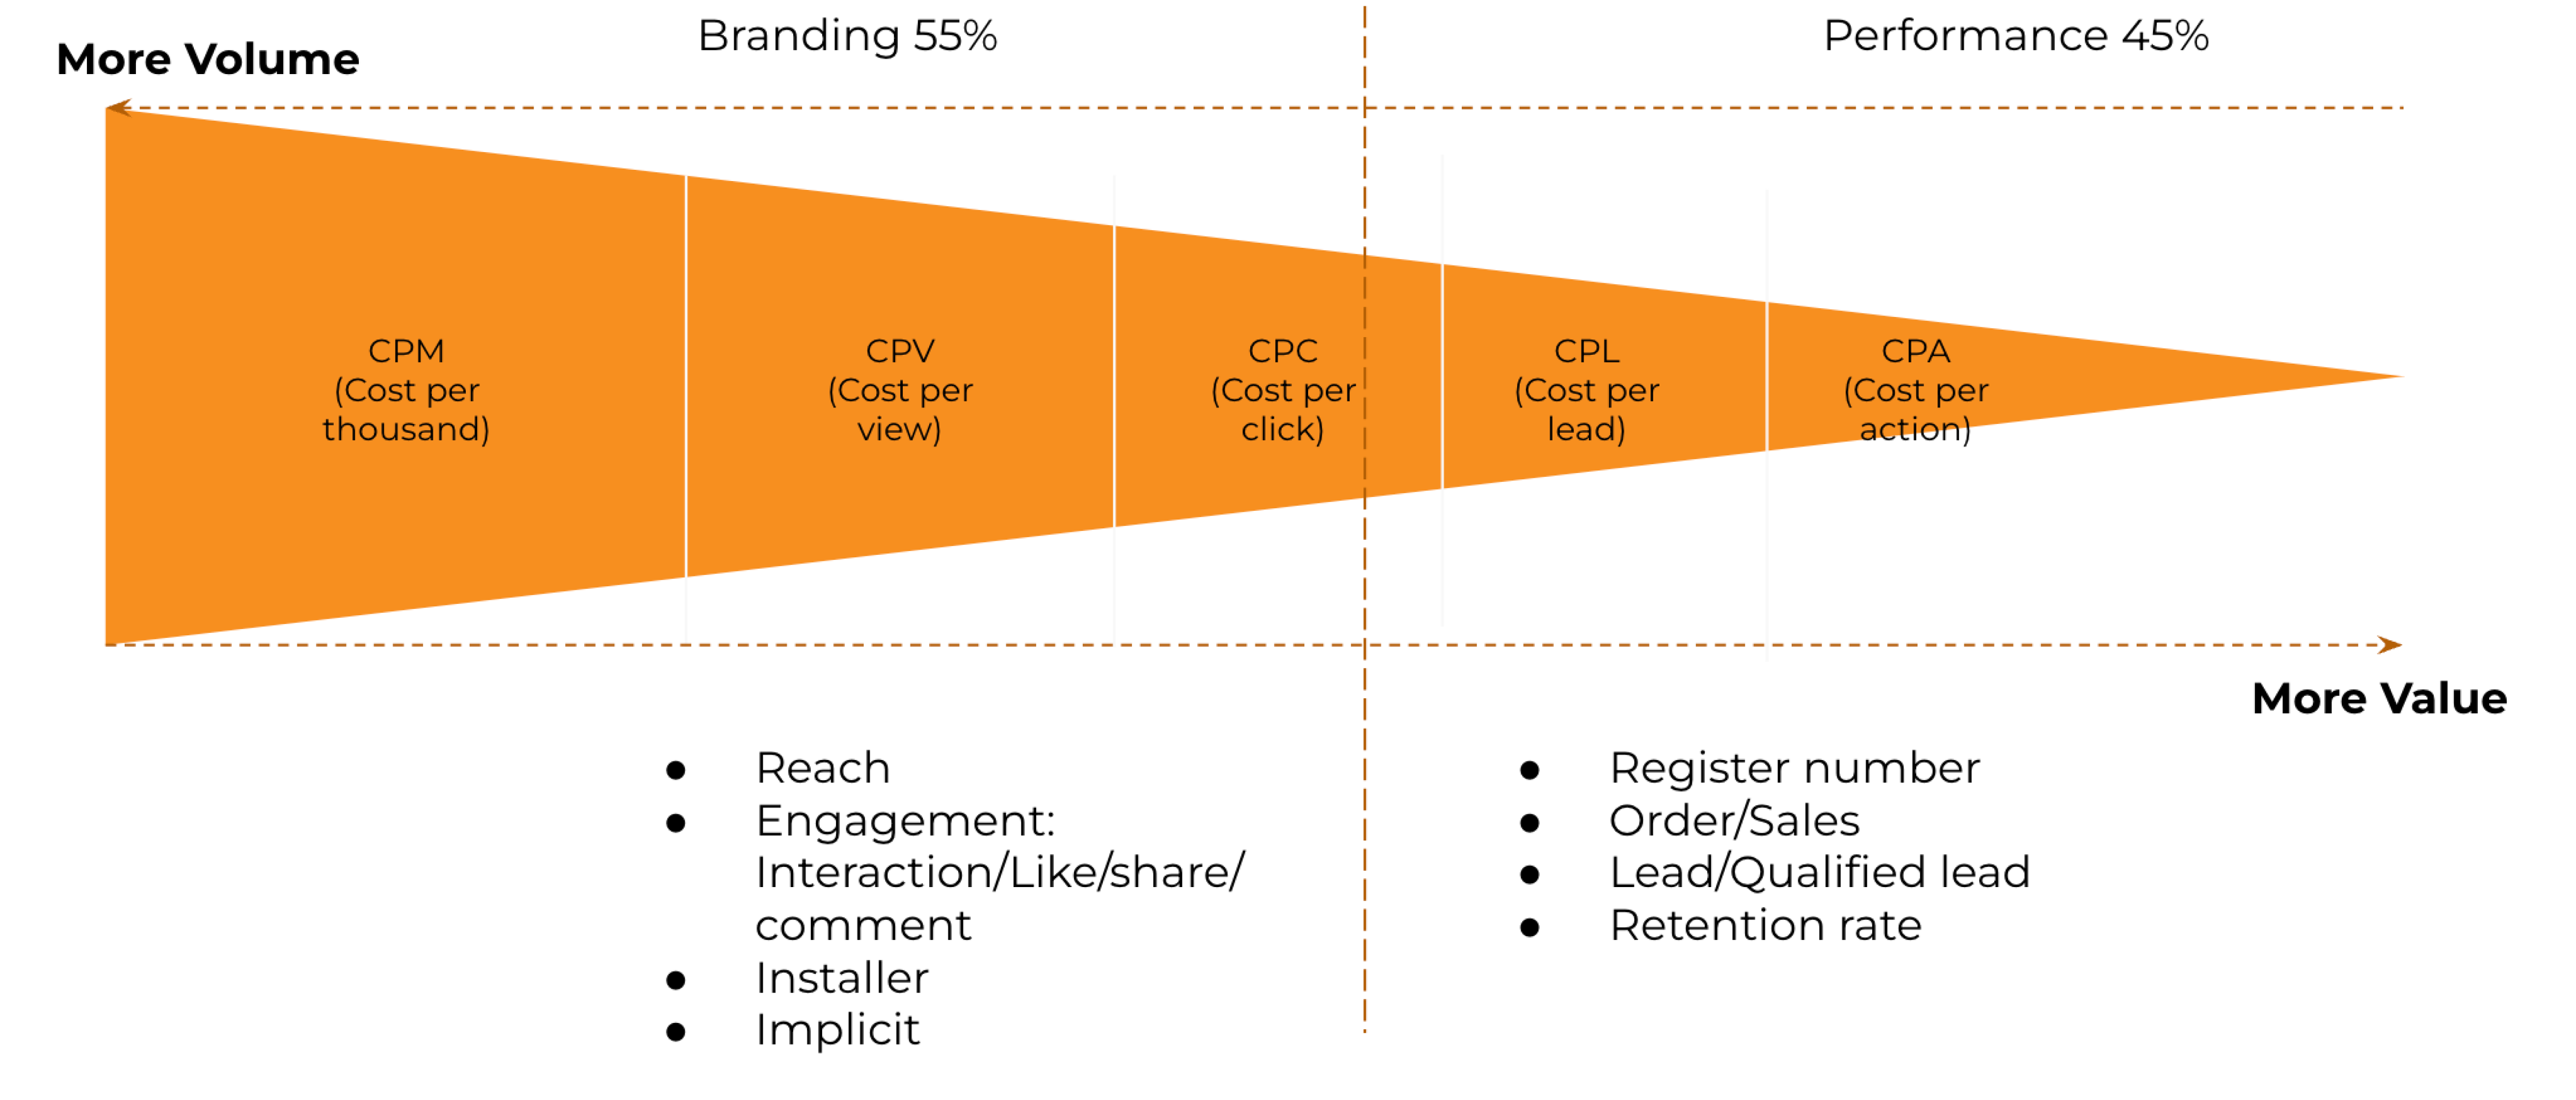 Branding 55%
Performance 45%
More Volume
CPM
(Cost per
thousand)
CPV
(Cost per
view)
CPC
(Cost per
click)
CPL
(Cost per
lead)
CPA
(Cost per
action)
More Value
● Reach
● Engagement:
Interaction/Like/share/
comment
● Installer
● Implicit
● Register number
● Order/Sales
● Lead/Qualified lead
● Retention rate